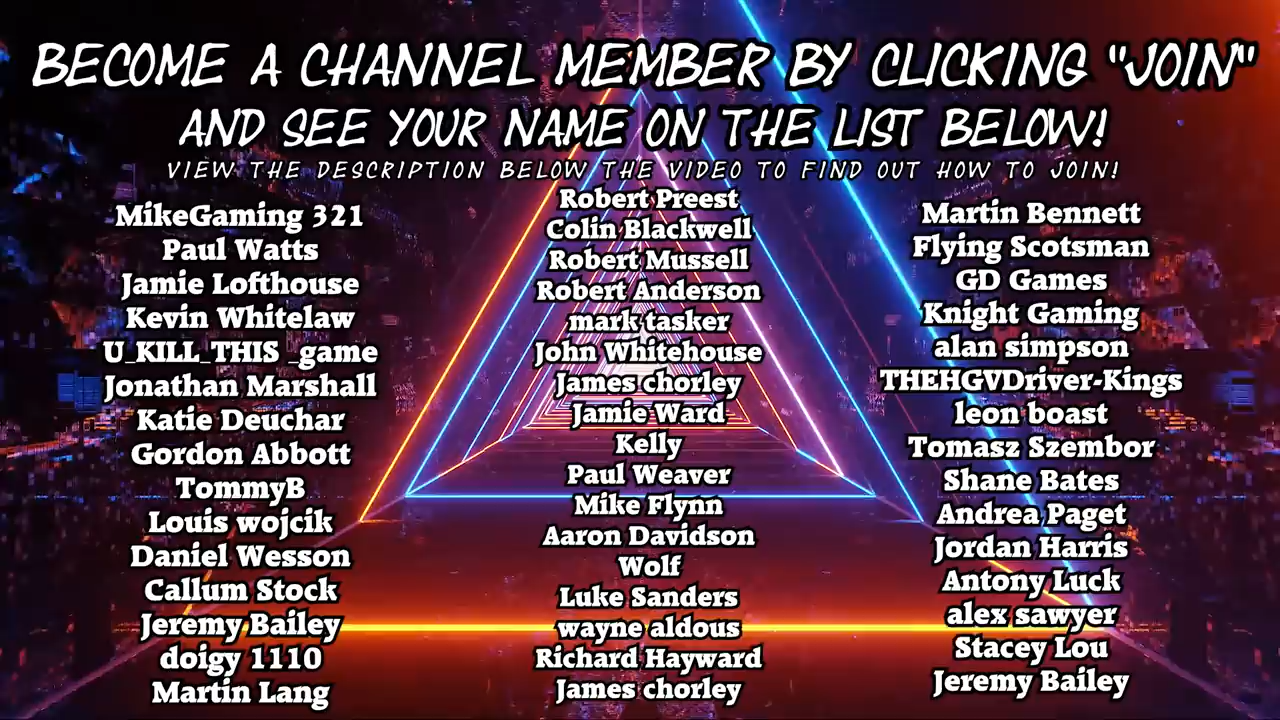 BECOME A CHANNEL MEMBER BY CLICKING "JOIN"
AND SEE YOUR NAME ON THE LIST BELOW!
VIEW THE DESCRIPTION BELOW THE VIDEO TO FIND OUT HOW TO JOIN!
MikeGaming 321
Paul Watts
Jamie Lofthouse
Kevin Whitelaw
U_KILL_THIS _game
Jonathan Marshall
Katie Deuchar
Gordon Abbott
TommyB
Louis wojcik
Daniel Wesson
Callum Stock
Jeremy Bailey
doigy 1110
Martin Lang
Robert Preest
Colin Blackwell
Robert Mussell
Robert Anderson
mark tasker
John Whitehouse
James chorley
Jamie Ward
Kelly
Paul Weaver
Mike Flynn
Aaron Davidson
Wolf
Luke Sanders
wayne aldous
Richard Hayward
James chorley
Martin Bennett
Flying Scotsman
GD Games
Knight Gaming
alan simpson
THEHGVDriver-Kings
leon boast
Tomasz Szembor
Shane Bates
Andrea Paget
Jordan Harris
Antony Luck
alex sawyer
Stacey Lou
Jeremy Bailey